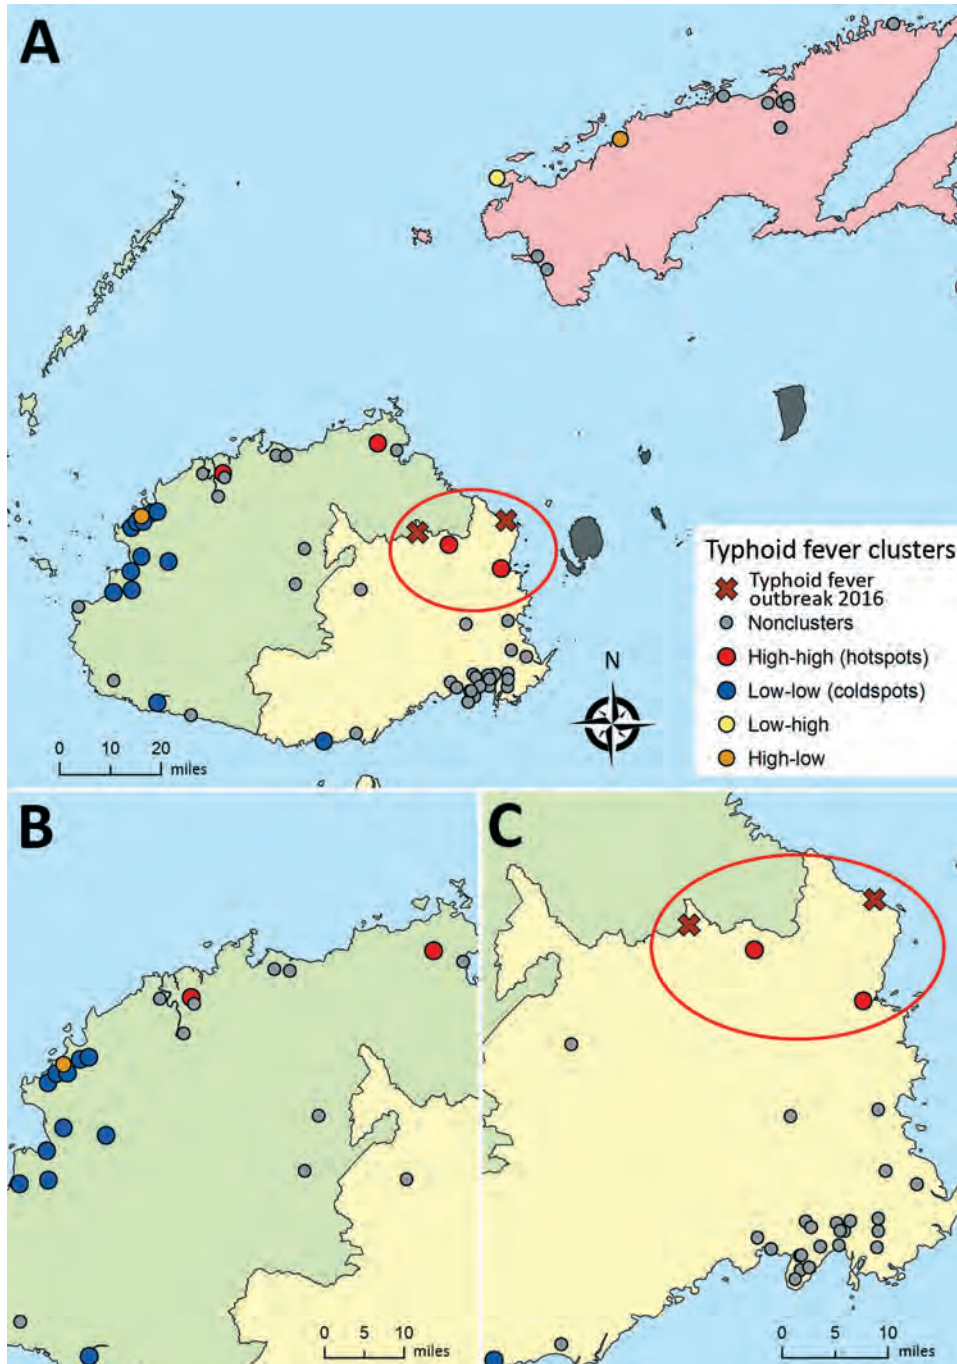 A
Typhoid fever clusters
Typhoid fever
outbreak 2016
Nonclusters
High-high (hotspots)
Low-low (coldspots)
Low-high
High-low
N
0 10 20
miles
B
0 5 10
miles
C
0 5 10
miles